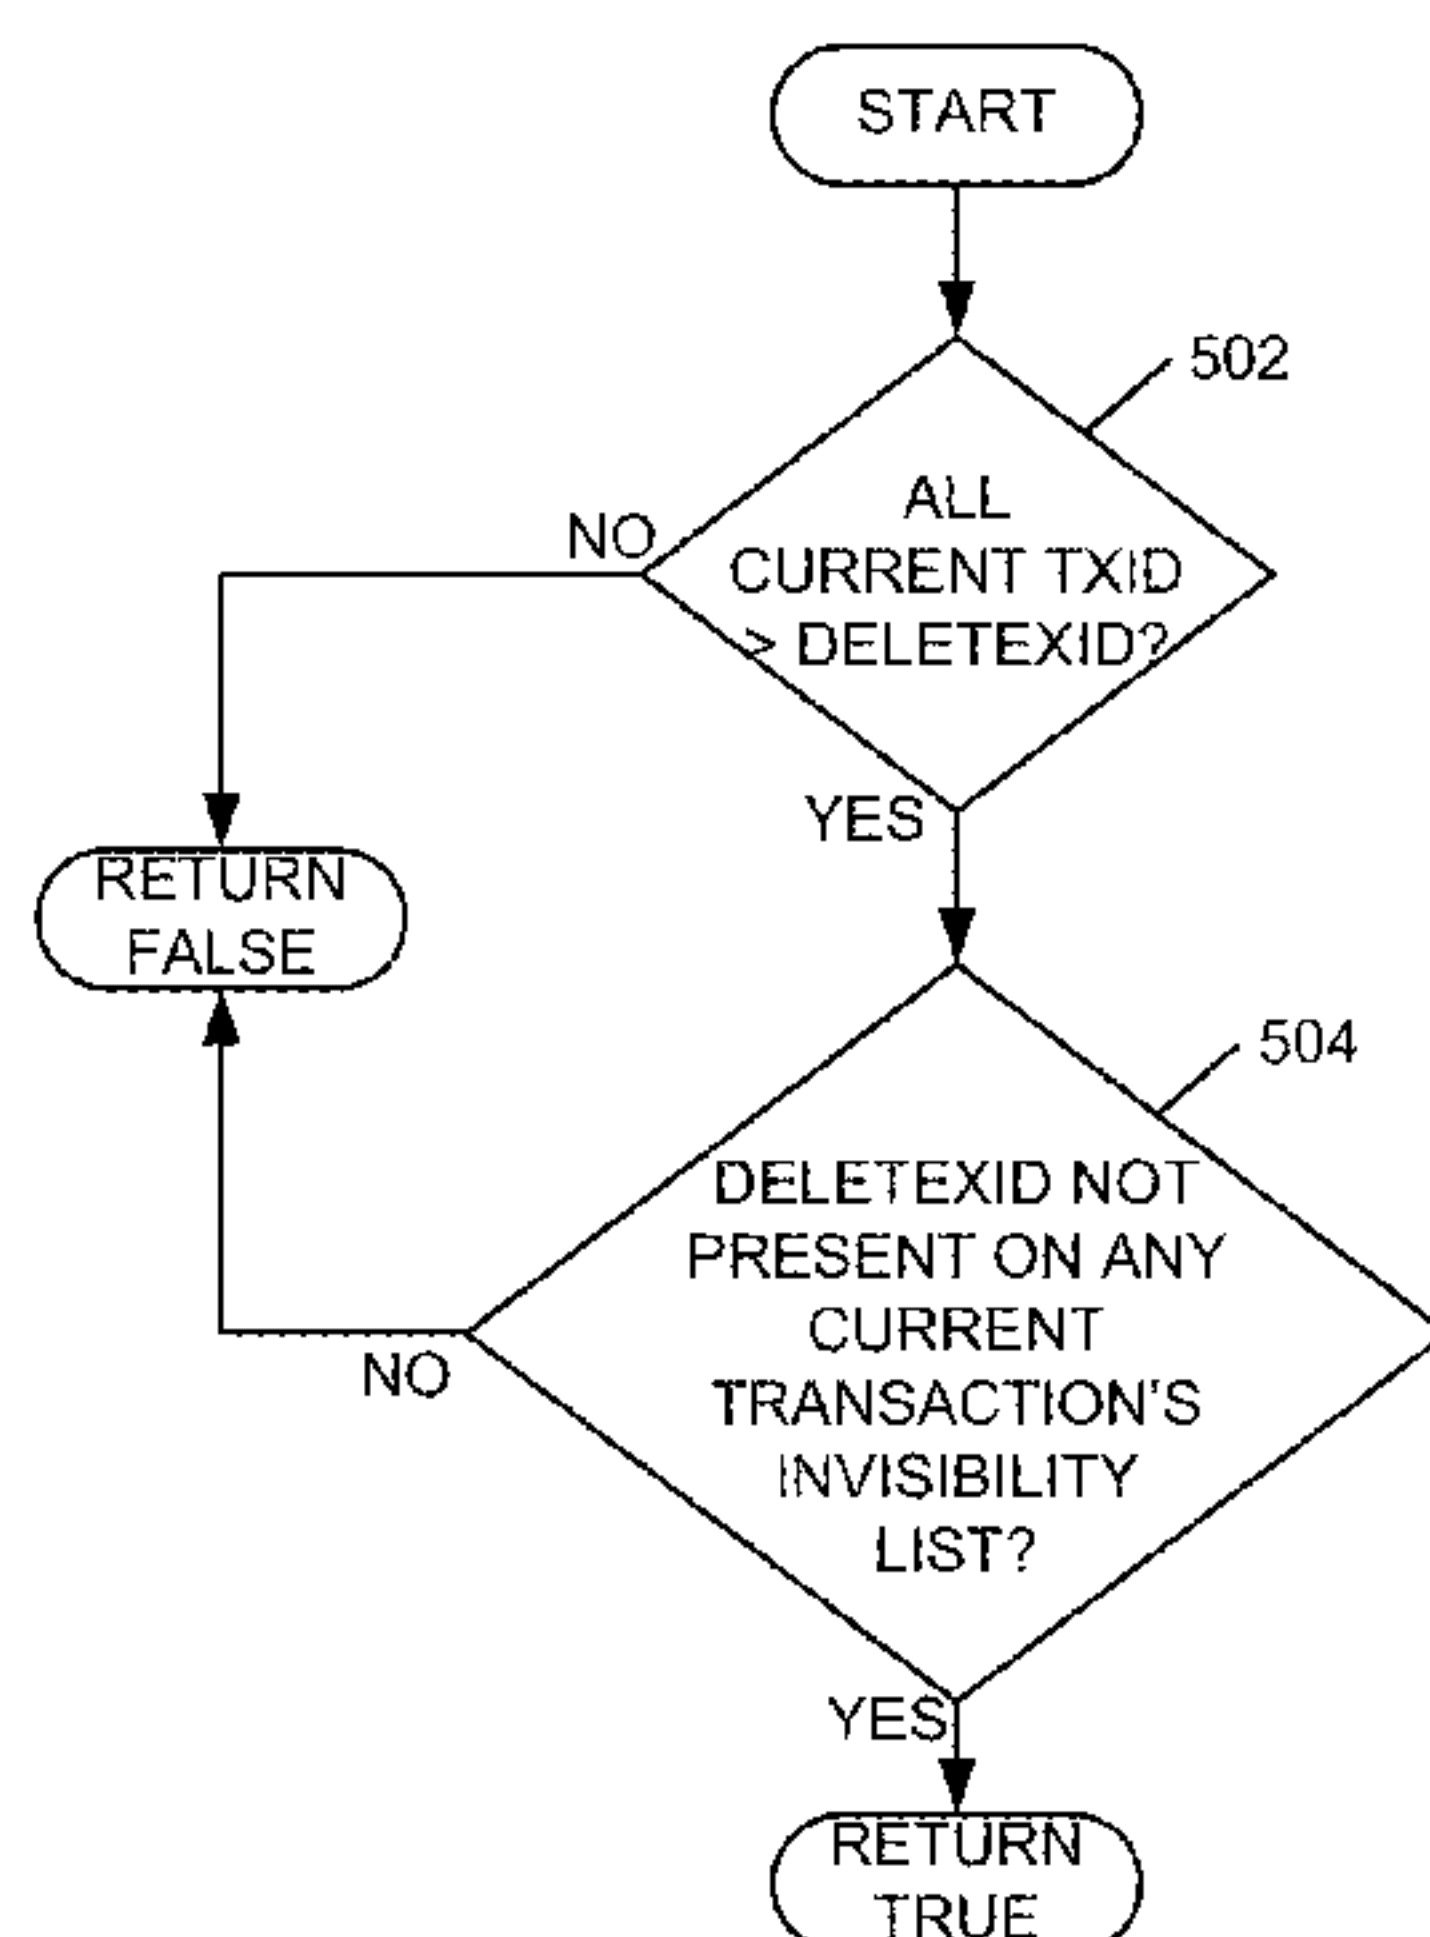 START
502
ALL
CURRENT TXID
> DELETEXID?
NO
YES
RETURN
FALSE
504
DELETEXID NOT
PRESENT ON ANY
CURRENT
TRANSACTION'S
INVISIBILITY
LIST?
NO
YES
RETURN
TRUE